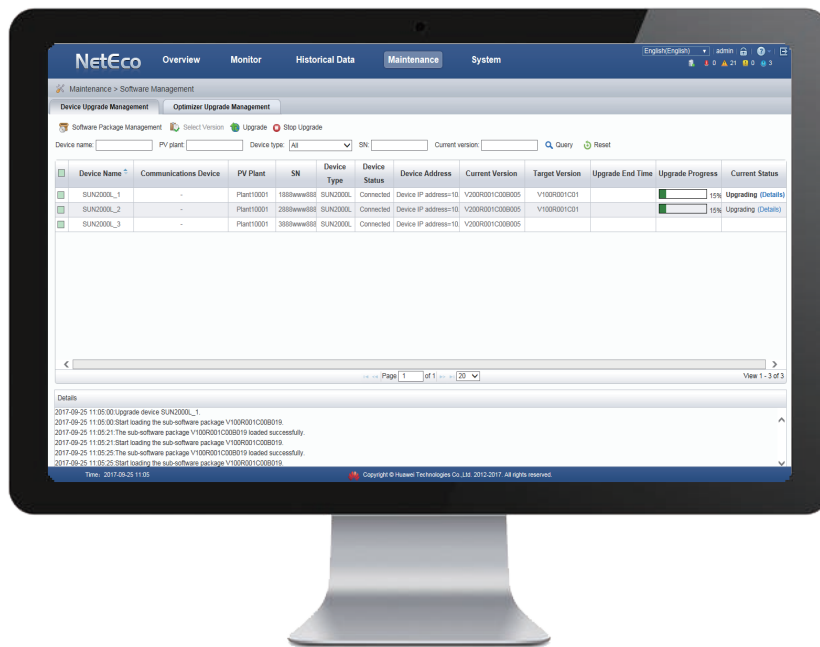 English(English) admin
NetEco Overview Monitor Historical Data Maintenance System
0 21 0 3
Maintenance > Software Management
Device Upgrade Management Optimizer Upgrade Management
Software Package Management Select Version Upgrade Stop Upgrade
Device name: PV plant: Device type: All SN: Current version: Query Reset
Device Name Communications Device PV Plant SN Device Type Device Status Device Address Current Version Target Version Upgrade End Time Upgrade Progress Current Status
SUN2000L_1 - Plant10001 1888www888 SUN2000L Connected Device IP address=10. V200R001C00B005 V100R001C01 15% Upgrading (Details)
SUN2000L_2 - Plant10001 2888www888 SUN2000L Connected Device IP address=10. V200R001C00B005 V100R001C01 15% Upgrading (Details)
SUN2000L_3 - Plant10001 3888www888 SUN2000L Connected Device IP address=10. V200R001C00B005
Page 1 of 1 20 View 1 - 3 of 3
Details
2017-09-25 11:05:00:Upgrade device SUN2000L_1.
2017-09-25 11:05:00:Start loading the sub-software package V100R001C00B019.
2017-09-25 11:05:21:The sub-software package V100R001C00B019 loaded successfully.
2017-09-25 11:05:21:Start loading the sub-software package V100R001C00B019.
2017-09-25 11:05:25:The sub-software package V100R001C00B019 loaded successfully.
2017-09-25 11:05:25:Start loading the sub-software package V100R001C00B019.
Time: 2017-09-25 11:05 Copyright © Huawei Technologies Co.,Ltd. 2012-2017. All rights reserved.